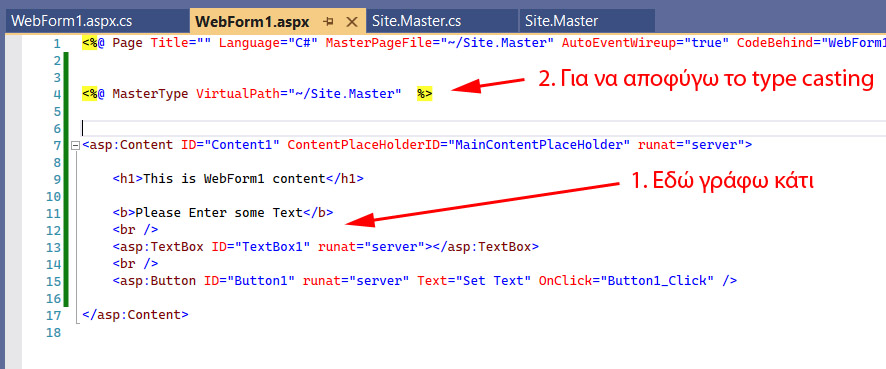 WebForm1.aspx.cs WebForm1.aspx Site.Master.cs Site.Master
1 <%@ Page Title="" Language="C#" MasterPageFile="~/Site.Master" AutoEventWireup="true" CodeBehind="WebForm1
2
3
4 <%@ MasterType VirtualPath="~/Site.Master" %> 2. Για να αποφύγω το type casting
5
6
7 <asp:Content ID="Content1" ContentPlaceHolderID="MainContentPlaceHolder" runat="server">
8
9 <h1>This is WebForm1 content</h1> 1. Εδώ γράφω κάτι
10
11 <b>Please Enter some Text</b>
12 <br />
13 <asp:TextBox ID="TextBox1" runat="server"></asp:TextBox>
14 <br />
15 <asp:Button ID="Button1" runat="server" Text="Set Text" OnClick="Button1_Click" />
16
17 </asp:Content>
18